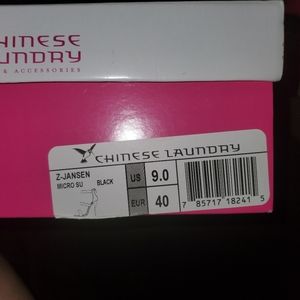 CHINESE
LAUNDRY
& ACCESSORIES
CHINESE LAUNDRY
Z-JANSEN
MICRO SU BLACK
US 9.0
EUR 40
7 85717 18241 5